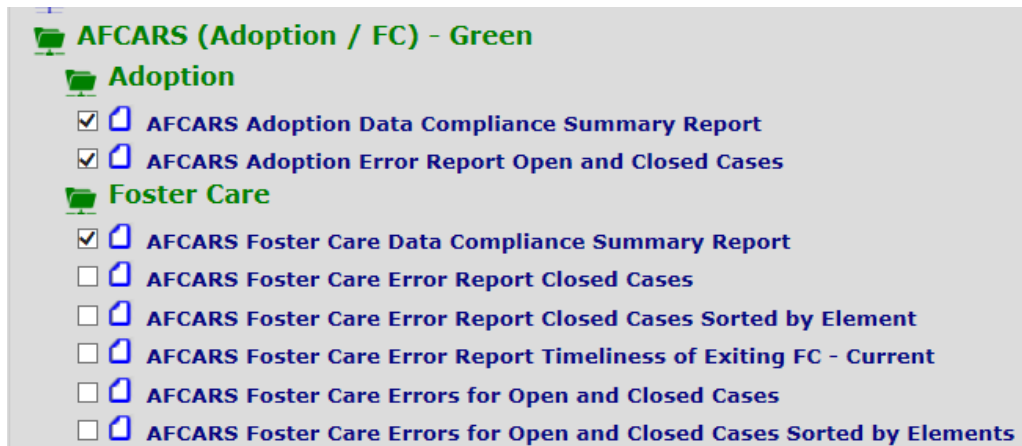 AFCARS (Adoption / FC) - Green
Adoption
AFCARS Adoption Data Compliance Summary Report
AFCARS Adoption Error Report Open and Closed Cases
Foster Care
AFCARS Foster Care Data Compliance Summary Report
AFCARS Foster Care Error Report Closed Cases
AFCARS Foster Care Error Report Closed Cases Sorted by Element
AFCARS Foster Care Error Report Timeliness of Exiting FC - Current
AFCARS Foster Care Errors for Open and Closed Cases
AFCARS Foster Care Errors for Open and Closed Cases Sorted by Elements